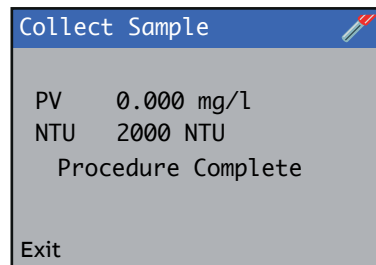 Collect Sample
PV 0.000 mg/l
NTU 2000 NTU
Procedure Complete
Exit